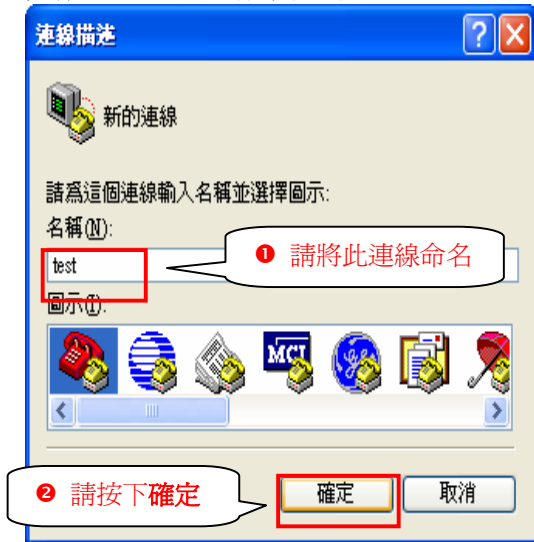 連線描述
新的連線
請為這個連線輸入名稱並選擇圖示:
名稱(N):
test
❶ 請將此連線命名
圖示(I):
MCI
❷ 請按下確定
確定
取消